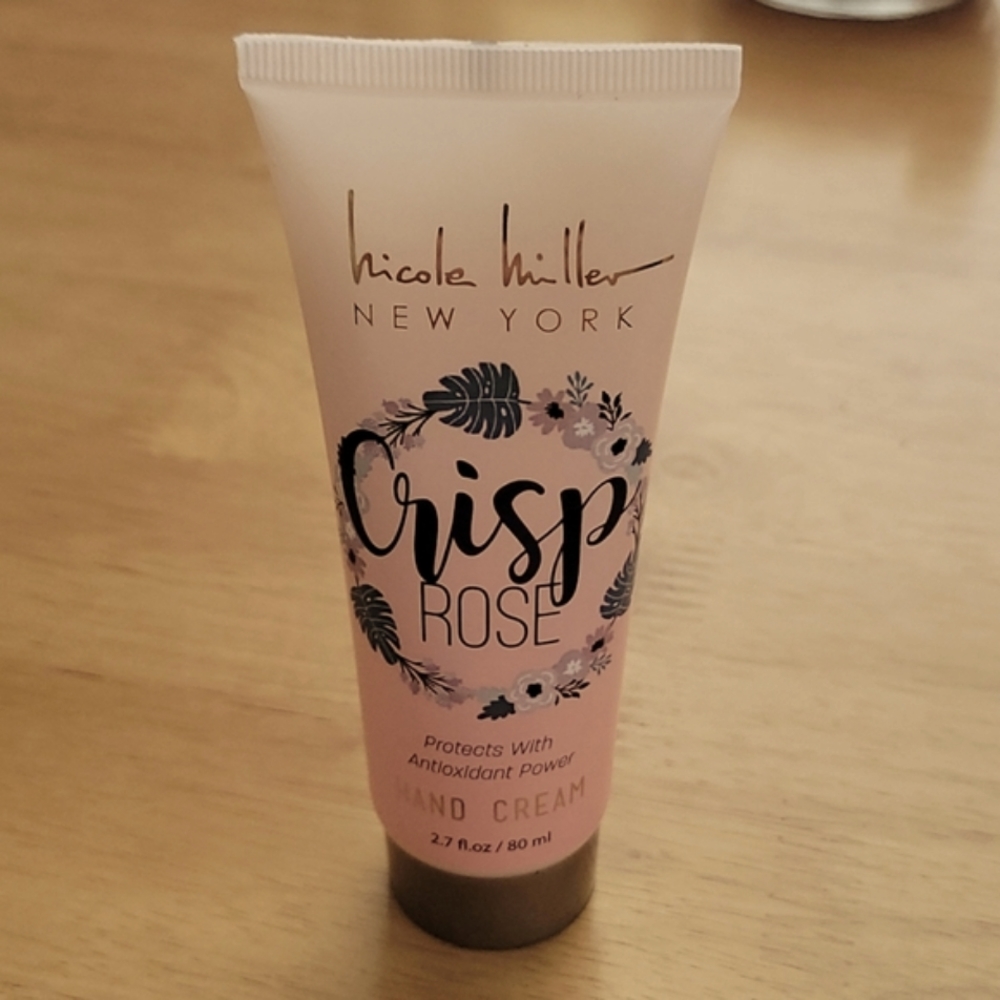 nicole miller
NEW YORK
Crisp
ROSE
Protects With
Antioxidant Power
HAND CREAM
2.7 fl.oz / 80 ml